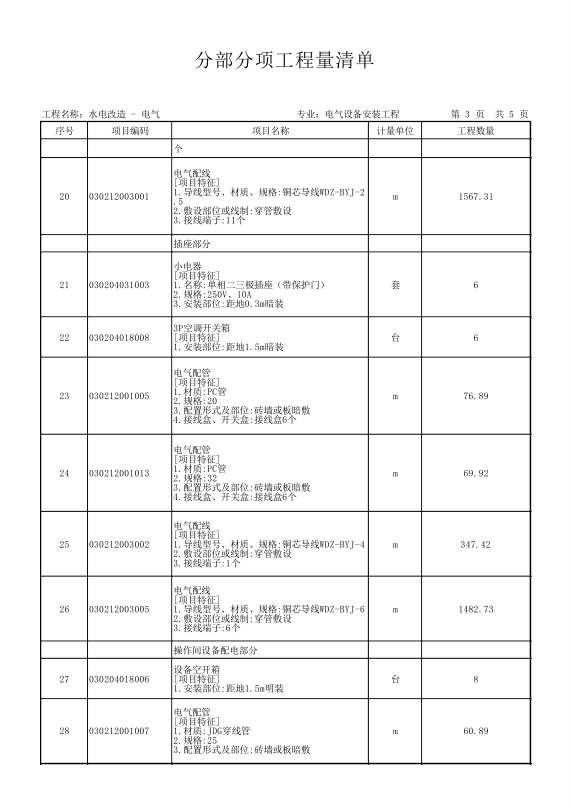 分部分项工程量清单
工程名称: 水电改造 - 电气 专业: 电气设备安装工程 第 3 页 共 5 页
序号 项目编码 项目名称 计量单位 工程数量
个
20 030212003001 电气配线 m 1567.31
[项目特征]
1.导线型号、材质、规格:铜芯导线WDZ-BYJ-2
.5
2.敷设部位或线制:穿管敷设
3.接线端子:11个
插座部分
21 030204031003 小电器 套 6
[项目特征]
1.名称:单相二三极插座（带保护门）
2.规格:250V、10A
3.安装部位:距地0.3m暗装
22 030204018008 3P空调开关箱 台 6
[项目特征]
1.安装部位:距地1.5m暗装
23 030212001005 电气配管 m 76.89
[项目特征]
1.材质:PC管
2.规格:20
3.配置形式及部位:砖墙或板暗敷
4.接线盒、开关盒:接线盒6个
24 030212001013 电气配管 m 69.92
[项目特征]
1.材质:PC管
2.规格:32
3.配置形式及部位:砖墙或板暗敷
4.接线盒、开关盒:接线盒6个
25 030212003002 电气配线 m 347.42
[项目特征]
1.导线型号、材质、规格:铜芯导线WDZ-BYJ-4
2.敷设部位或线制:穿管敷设
3.接线端子:1个
26 030212003005 电气配线 m 1482.73
[项目特征]
1.导线型号、材质、规格:铜芯导线WDZ-BYJ-6
2.敷设部位或线制:穿管敷设
3.接线端子:6个
操作间设备配电部分
27 030204018006 设备空开箱 台 8
[项目特征]
1.安装部位:距地1.5m明装
28 030212001007 电气配管 m 60.89
[项目特征]
1.材质:JDG穿线管
2.规格:25
3.配置形式及部位:砖墙或板暗敷